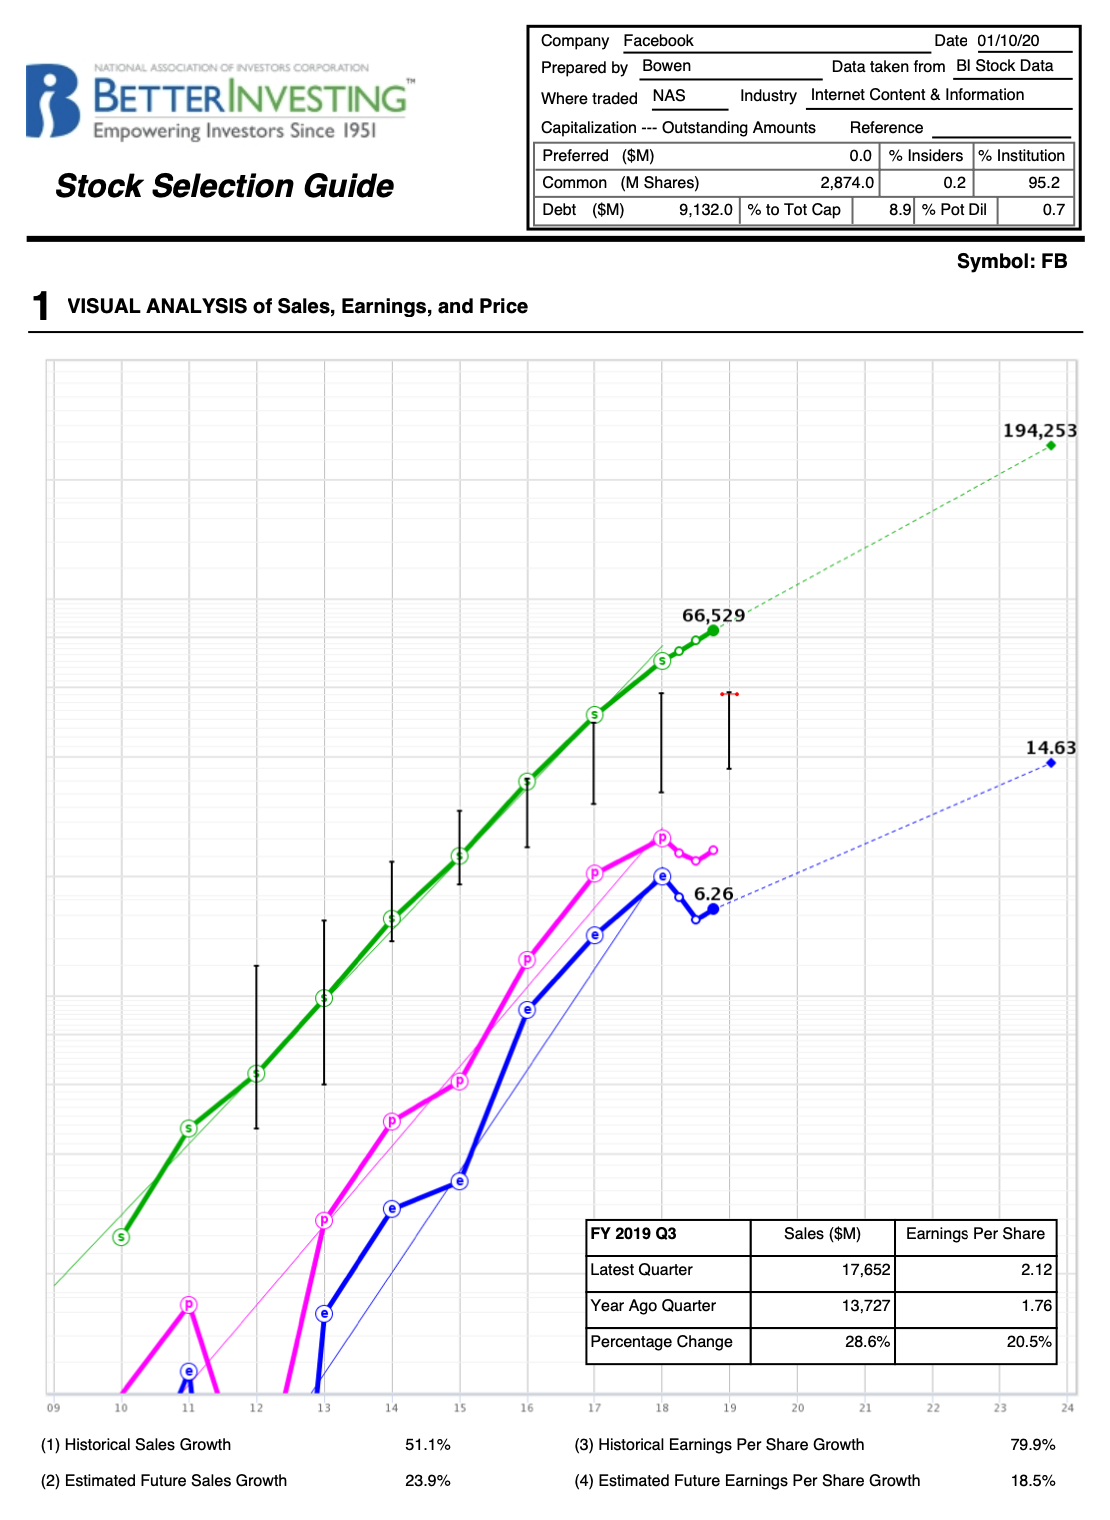 Company Facebook Date 01/10/20
Prepared by Bowen Data taken from BI Stock Data
Where traded NAS Industry Internet Content & Information
Capitalization --- Outstanding Amounts Reference
Preferred ($M) 0.0 % Insiders % Institution
Common (M Shares) 2,874.0 0.2 95.2
Debt ($M) 9,132.0 % to Tot Cap 8.9 % Pot Dil 0.7
NATIONAL ASSOCIATION OF INVESTORS CORPORATION
BETTERINVESTING™
Empowering Investors Since 1951
Stock Selection Guide
Symbol: FB
1 VISUAL ANALYSIS of Sales, Earnings, and Price
194,253
66,529
s
s
14.63
s
s
p
s
p
e
6.26
s
e
p
s
e
s
p
s
p
e
e
p
s
p
e
e
FY 2019 Q3 Sales ($M) Earnings Per Share
Latest Quarter 17,652 2.12
Year Ago Quarter 13,727 1.76
Percentage Change 28.6% 20.5%
09 10 11 12 13 14 15 16 17 18 19 20 21 22 23 24
(1) Historical Sales Growth 51.1% (3) Historical Earnings Per Share Growth 79.9%
(2) Estimated Future Sales Growth 23.9% (4) Estimated Future Earnings Per Share Growth 18.5%